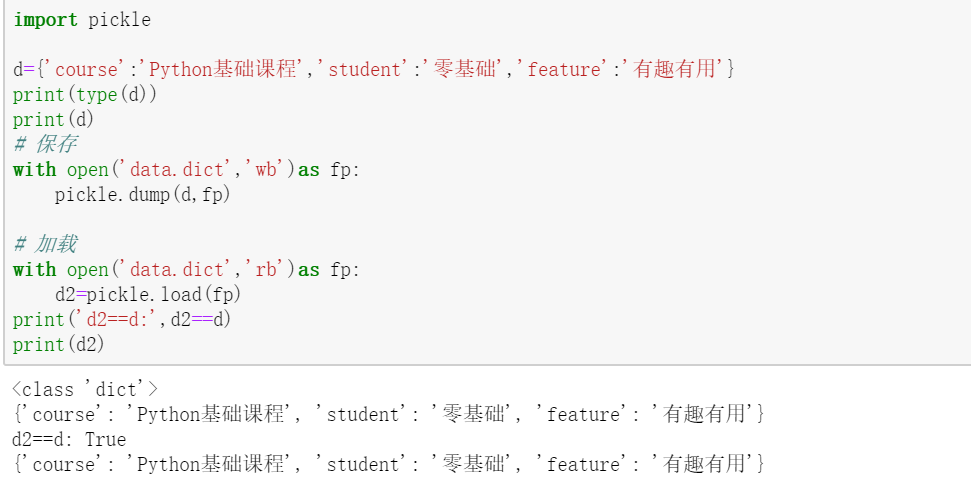 import pickle
d={'course':'Python基础课程','student':'零基础','feature':'有趣有用'}
print(type(d))
print(d)
# 保存
with open('data.dict','wb')as fp:
    pickle.dump(d,fp)
# 加载
with open('data.dict','rb')as fp:
    d2=pickle.load(fp)
print('d2==d:',d2==d)
print(d2)
<class 'dict'>
{'course': 'Python基础课程', 'student': '零基础', 'feature': '有趣有用'}
d2==d: True
{'course': 'Python基础课程', 'student': '零基础', 'feature': '有趣有用'}